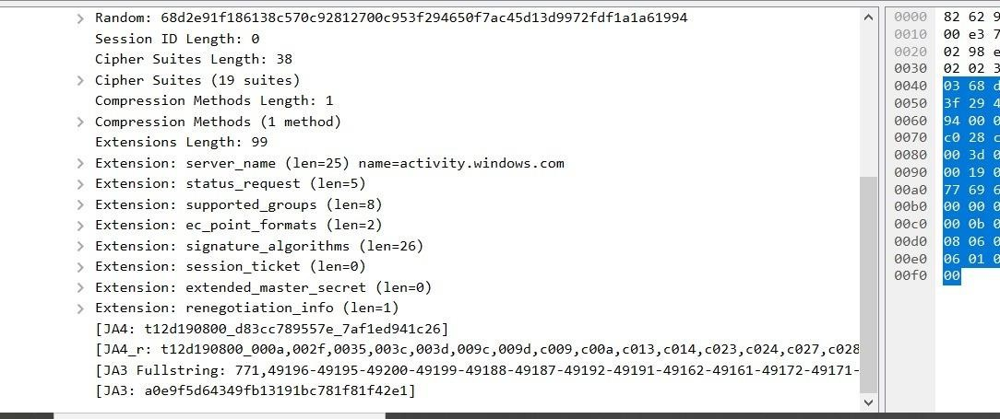 Random: 68d2e91f186138c570c92812700c953f294650f7ac45d13d9972fdf1a1a61994
Session ID Length: 0
Cipher Suites Length: 38
Cipher Suites (19 suites)
Compression Methods Length: 1
Compression Methods (1 method)
Extensions Length: 99
Extension: server_name (len=25) name=activity.windows.com
Extension: status_request (len=5)
Extension: supported_groups (len=8)
Extension: ec_point_formats (len=2)
Extension: signature_algorithms (len=26)
Extension: session_ticket (len=0)
Extension: extended_master_secret (len=0)
Extension: renegotiation_info (len=1)
[JA4: t12d190800_d83cc789557e_7af1ed941c26]
[JA4_r: t12d190800_000a,002f,0035,003c,003d,009c,009d,c009,c00a,c013,c014,c023,c024,c027,c028
[JA3 Fullstring: 771,49196-49195-49200-49199-49188-49187-49192-49191-49162-49161-49172-49171-
[JA3: a0e9f5d64349fb13191bc781f81f42e1]
0000 82 62 9
0010 00 e3 7
0020 02 98 e
0030 02 02 3
0040 03 68 d
0050 3f 29 4
0060 94 00 0
0070 c0 28 c
0080 00 3d 0
0090 00 19 0
00a0 77 69 6
00b0 00 00 0
00c0 00 0b 0
00d0 08 06 0
00e0 06 01 0
00f0 00